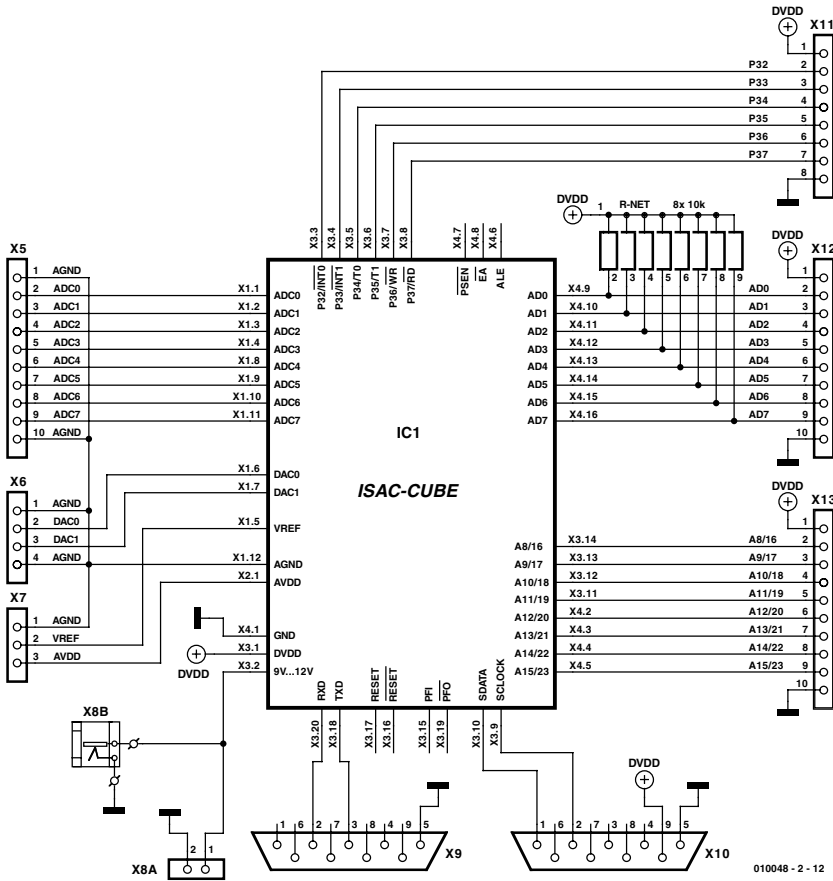 DVDD
X11
1
P32 2
P33 3
P34 4
P35 5
P36 6
P37 7
8
DVDD 1 R-NET 8x 10k
2 3 4 5 6 7 8 9
X5
1 AGND
2 ADC0
3 ADC1
4 ADC2
5 ADC3
6 ADC4
7 ADC5
8 ADC6
9 ADC7
10 AGND
X6
1 AGND
2 DAC0
3 DAC1
4 AGND
X7
1 AGND
2 VREF
3 AVDD
X3.3 X3.4 X3.5 X3.6 X3.7 X3.8 X4.7 X4.8 X4.6
P32/INT0 P33/INT1 P34/T0 P35/T1 P36/WR P37/RD PSEN EA ALE
X1.1 ADC0
X1.2 ADC1
X1.3 ADC2
X1.4 ADC3
X1.8 ADC4
X1.9 ADC5
X1.10 ADC6
X1.11 ADC7
X1.6 DAC0
X1.7 DAC1
X1.5 VREF
X1.12 AGND
X2.1 AVDD
X4.1 GND
X3.1 DVDD
DVDD
X3.2 9V...12V
IC1
ISAC-CUBE
DVDD
X12
1
AD0 X4.9 AD0 2
AD1 X4.10 AD1 3
AD2 X4.11 AD2 4
AD3 X4.12 AD3 5
AD4 X4.13 AD4 6
AD5 X4.14 AD5 7
AD6 X4.15 AD6 8
AD7 X4.16 AD7 9
10
DVDD
X13
1
A8/16 X3.14 A8/16 2
A9/17 X3.13 A9/17 3
A10/18 X3.12 A10/18 4
A11/19 X3.11 A11/19 5
A12/20 X4.2 A12/20 6
A13/21 X4.3 A13/21 7
A14/22 X4.4 A14/22 8
A15/23 X4.5 A15/23 9
10
RXD TXD RESET RESET PFI PFO SDATA SCLOCK
X3.20 X3.18 X3.17 X3.16 X3.15 X3.19 X3.10 X3.9
X8B
X8A
2 1
1 6 2 7 3 8 4 9 5
X9
DVDD
1 6 2 7 3 8 4 9 5
X10
010048 - 2 - 12